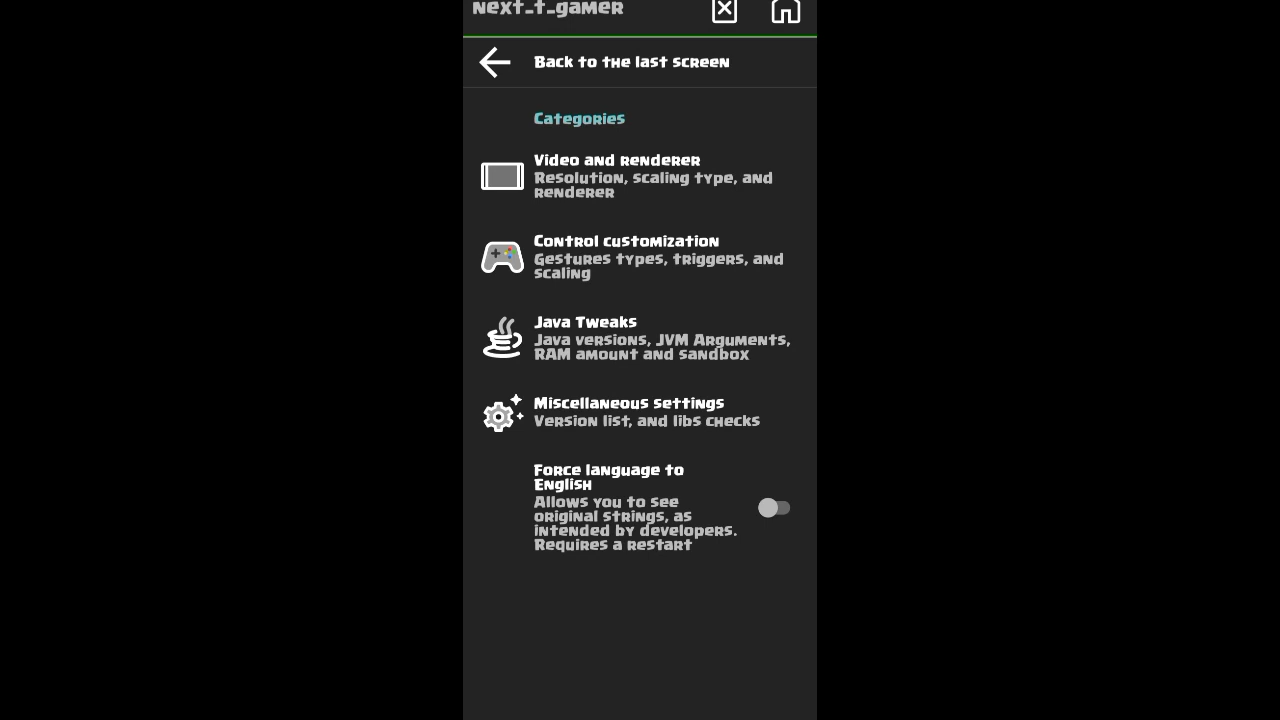 next_t_gamer
Back to the last screen
Categories
Video and renderer
Resolution, scaling type, and
renderer
Control customization
Gestures types, triggers, and
scaling
Java Tweaks
Java versions, JVM Arguments,
RAM amount and sandbox
Miscellaneous settings
Version list, and libs checks
Force language to
English
Allows you to see
original strings, as
intended by developers.
Requires a restart